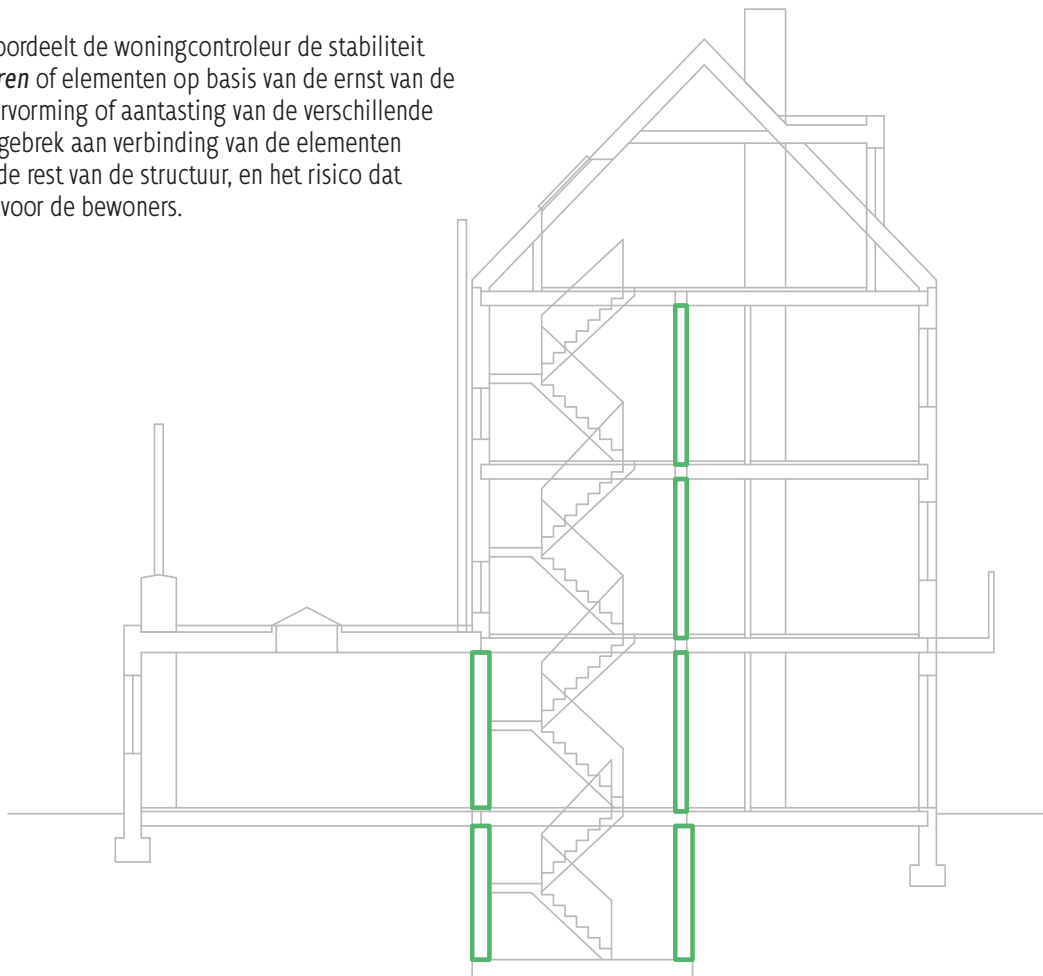 oordeelt de woningcontroleur de stabiliteit
ren of elementen op basis van de ernst van de
rvorming of aantasting van de verschillende
gebrek aan verbinding van de elementen
de rest van de structuur, en het risico dat
voor de bewoners.